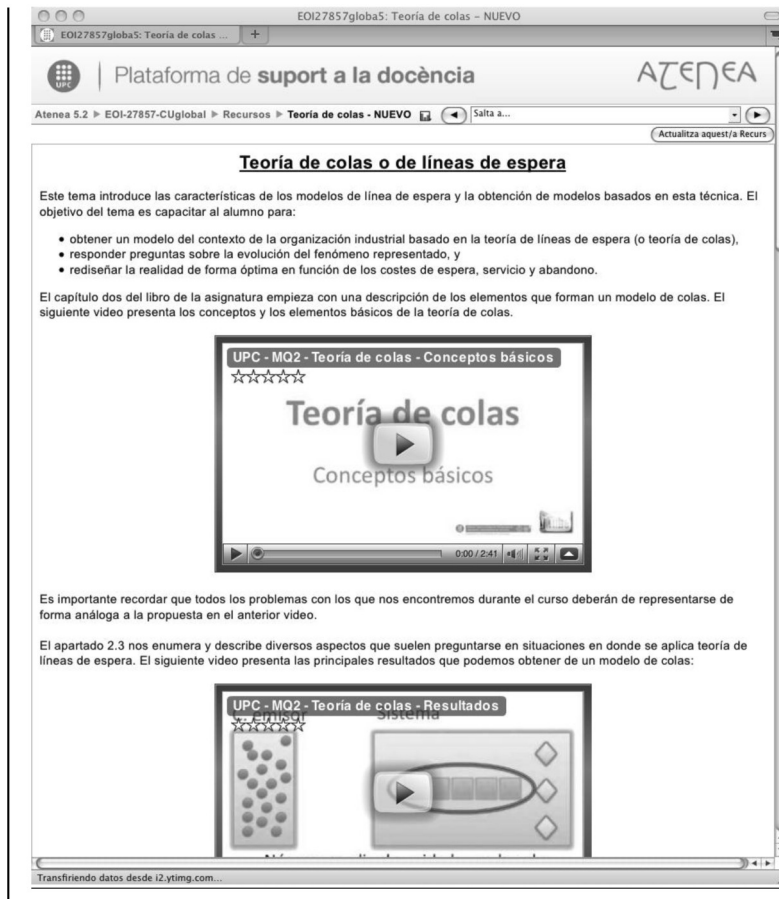 EOI27857globa5: Teoría de colas – NUEVO
EOI27857globa5: Teoría de colas ...
+
UPC
Plataforma de suport a la docència
ATENEA
Atenea 5.2 ▶ EOI-27857-CUglobal ▶ Recursos ▶ Teoría de colas - NUEVO
Salta a...
Actualitza aquest/a Recurs
Teoría de colas o de líneas de espera
Este tema introduce las características de los modelos de línea de espera y la obtención de modelos basados en esta técnica. El
objetivo del tema es capacitar al alumno para:
• obtener un modelo del contexto de la organización industrial basado en la teoría de líneas de espera (o teoría de colas),
• responder preguntas sobre la evolución del fenómeno representado, y
• rediseñar la realidad de forma óptima en función de los costes de espera, servicio y abandono.
El capítulo dos del libro de la asignatura empieza con una descripción de los elementos que forman un modelo de colas. El
siguiente video presenta los conceptos y los elementos básicos de la teoría de colas.
UPC - MQ2 - Teoría de colas - Conceptos básicos
Teoría de colas
Conceptos básicos
0:00 / 2:41
Es importante recordar que todos los problemas con los que nos encontremos durante el curso deberán de representarse de
forma análoga a la propuesta en el anterior video.
El apartado 2.3 nos enumera y describe diversos aspectos que suelen preguntarse en situaciones en donde se aplica teoría de
líneas de espera. El siguiente video presenta las principales resultados que podemos obtener de un modelo de colas:
UPC - MQ2 - Teoría de colas - Resultados
C. emisor
Sistema
Transfiriendo datos desde i2.ytimg.com...